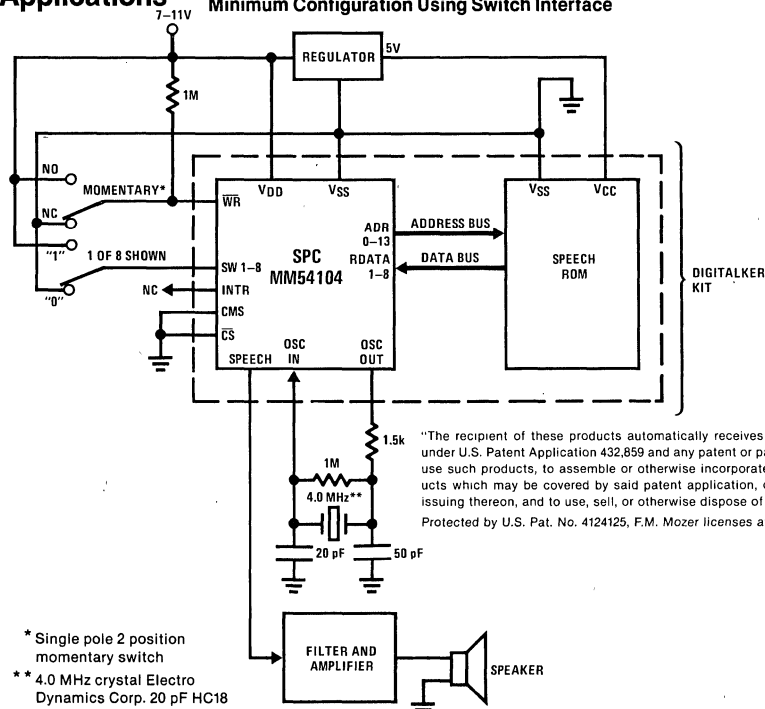 Applications
Minimum Configuration Using Switch Interface
7–11V
REGULATOR
5V
1M
NO
MOMENTARY*
NC
"1"
1 OF 8 SHOWN
"0"
NC
VDD
VSS
WR
SW 1–8
INTR
CMS
CS
SPC
MM54104
ADR
0–13
RDATA
1–8
SPEECH
OSC
IN
OSC
OUT
ADDRESS BUS
DATA BUS
VSS
VCC
SPEECH
ROM
DIGITALKER
KIT
1.5k
1M
4.0 MHz**
20 pF
50 pF
"The recipient of these products automatically receives
under U.S. Patent Application 432,859 and any patent or pa
use such products, to assemble or otherwise incorporate
ucts which may be covered by said patent application, o
issuing thereon, and to use, sell, or otherwise dispose of
Protected by U.S. Pat. No. 4124125, F.M. Mozer licenses a
FILTER AND
AMPLIFIER
SPEAKER
* Single pole 2 position
momentary switch
** 4.0 MHz crystal Electro
Dynamics Corp. 20 pF HC18